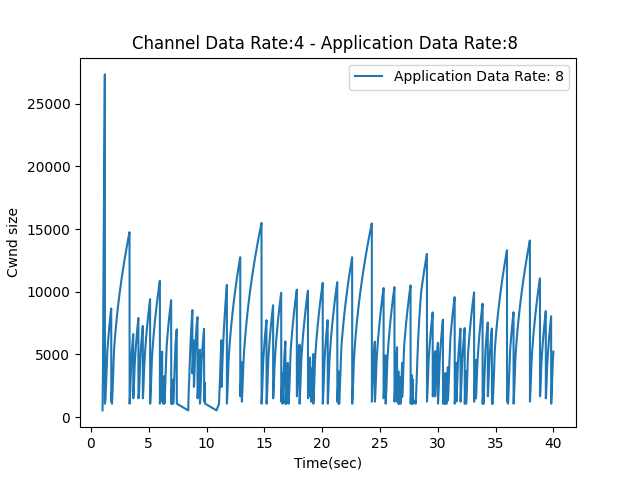 Channel Data Rate:4 - Application Data Rate:8
Application Data Rate: 8
Cwnd size
25000
20000
15000
10000
5000
0
0 5 10 15 20 25 30 35 40
Time(sec)